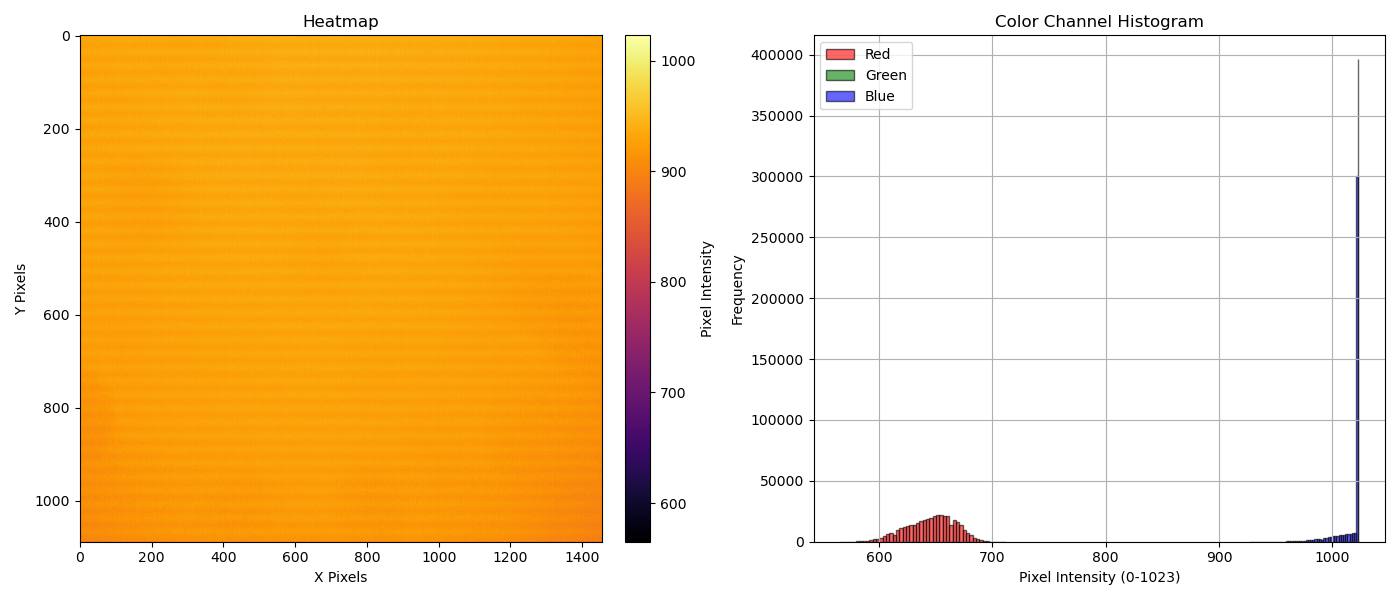 Heatmap
0
200
400
600
800
1000
0 200 400 600 800 1000 1200 1400
X Pixels
Y Pixels
1000
900
800
700
600
Pixel Intensity
Color Channel Histogram
Red
Green
Blue
400000
350000
300000
250000
200000
150000
100000
50000
0
600 700 800 900 1000
Pixel Intensity (0-1023)
Frequency